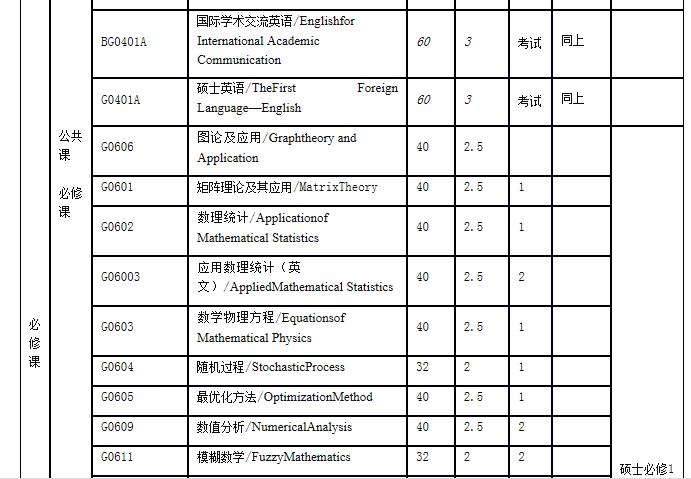 国际学术交流英语/Englishfor
BG0401A International Academic 60 3 考试 同上
Communication
硕士英语/TheFirst Foreign
G0401A 60 3 考试 同上
Language—English
公共
课
必修
课
图论及应用/Graphtheory and
G0606 40 2.5
Application
G0601 矩阵理论及其应用/MatrixTheory 40 2.5 1
数理统计/Applicationof
G0602 40 2.5 1
Mathematical Statistics
应用数理统计（英
G06003 40 2.5 2
文）/AppliedMathematical Statistics
数学物理方程/Equationsof
G0603 40 2.5 1
Mathematical Physics
必
修
课
G0604 随机过程/StochasticProcess 32 2 1
G0605 最优化方法/OptimizationMethod 40 2.5 1
G0609 数值分析/NumericalAnalysis 40 2.5 2
G0611 模糊数学/FuzzyMathematics 32 2 2
硕士必修1